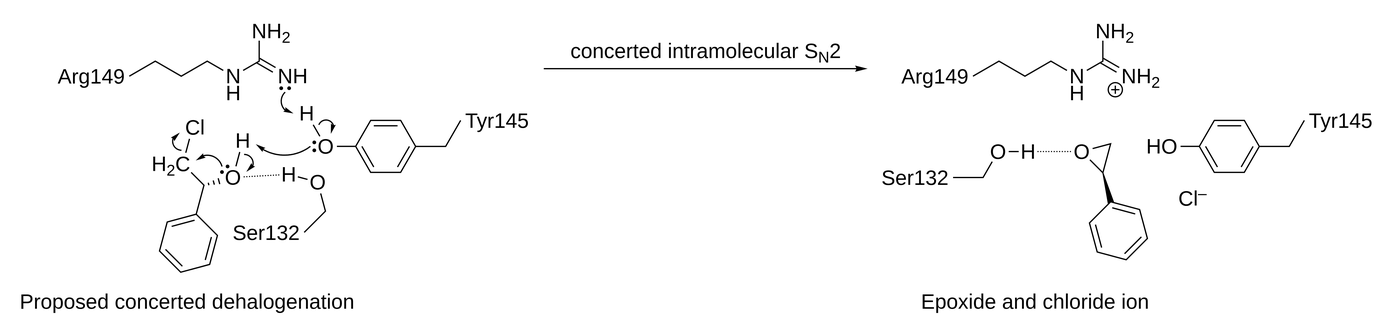 NH2
Arg149
N
H
NH
H
Cl
H2C
H
O
O
Tyr145
H
O
Ser132
concerted intramolecular SN2
NH2
Arg149
N
H
NH2
+
Tyr145
HO
O–H
O
Ser132
Cl–
Proposed concerted dehalogenation
Epoxide and chloride ion